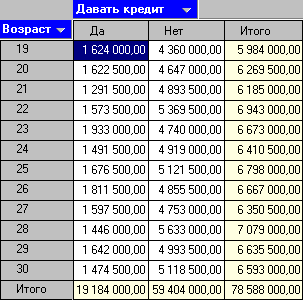 Давать кредит
Возраст Да Нет Итого
19 1 624 000,00 4 360 000,00 5 984 000,00
20 1 622 500,00 4 647 000,00 6 269 500,00
21 1 291 500,00 4 893 500,00 6 185 000,00
22 1 573 500,00 5 369 500,00 6 943 000,00
23 1 933 000,00 4 740 000,00 6 673 000,00
24 1 491 500,00 4 919 000,00 6 410 500,00
25 1 676 500,00 5 121 500,00 6 798 000,00
26 1 811 500,00 4 855 500,00 6 667 000,00
27 1 597 500,00 4 753 000,00 6 350 500,00
28 1 446 000,00 5 633 000,00 7 079 000,00
29 1 642 000,00 4 993 500,00 6 635 500,00
30 1 474 500,00 5 118 500,00 6 593 000,00
Итого 19 184 000,00 59 404 000,00 78 588 000,00